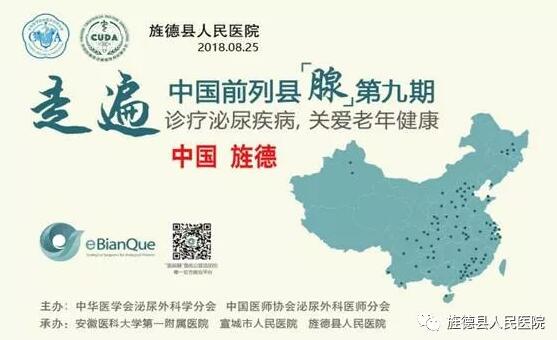 CUDA
旌德县人民医院
2018.08.25
走遍
中国前列县「腺」第九期
诊疗泌尿疾病, 关爱老年健康
中国 旌德
eBianQue
主办：中华医学会泌尿外科学分会 中国医师协会泌尿外科医师分会
承办：安徽医科大学第一附属医院 宣城市人民医院 旌德县人民医院
旌德县人民医院